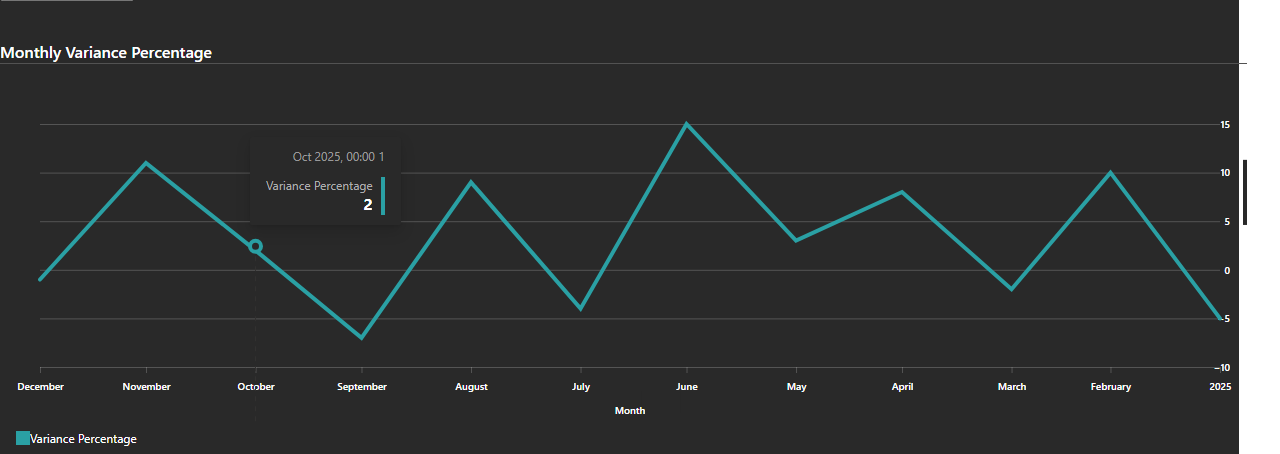 Monthly Variance Percentage
Oct 2025, 00:00 1
Variance Percentage
2
15
10
5
0
-5
-10
December November October September August July June May April March February 2025
Month
Variance Percentage